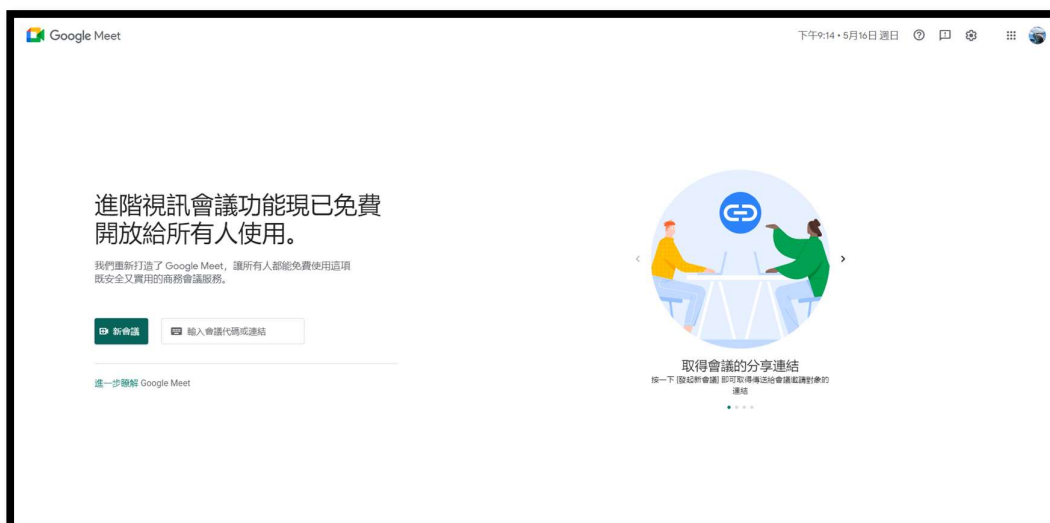 Google Meet
下午9:14 • 5月16日 週日
進階視訊會議功能現已免費
開放給所有人使用。
我們重新打造了 Google Meet，讓所有人都能免費使用這項
既安全又實用的商務會議服務。
新會議
輸入會議代碼或連結
進一步瞭解 Google Meet
取得會議的分享連結
按一下 [發起新會議] 即可取得傳送給會議邀請對象的
連結